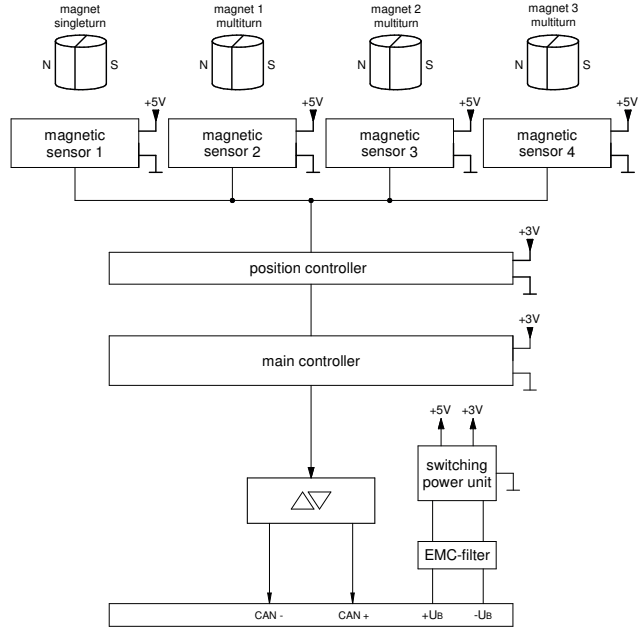 magnet
singleturn
magnet 1
multiturn
magnet 2
multiturn
magnet 3
multiturn
N
S
N
S
N
S
N
S
+5V
+5V
+5V
+5V
magnetic
sensor 1
magnetic
sensor 2
magnetic
sensor 3
magnetic
sensor 4
+3V
position controller
+3V
main controller
+5V
+3V
switching
power unit
EMC-filter
CAN -
CAN +
+UB
-UB